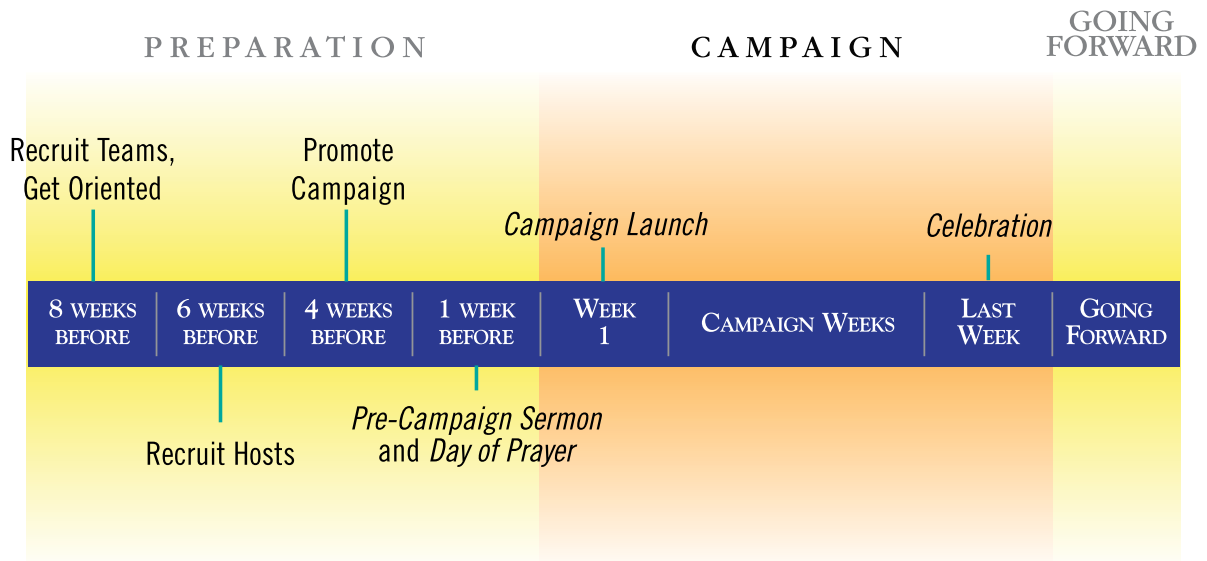 PREPARATION
CAMPAIGN
GOING
FORWARD
Recruit Teams,
Get Oriented
Promote
Campaign
Campaign Launch
Celebration
8 WEEKS
BEFORE
6 WEEKS
BEFORE
4 WEEKS
BEFORE
1 WEEK
BEFORE
WEEK
1
CAMPAIGN WEEKS
LAST
WEEK
GOING
FORWARD
Recruit Hosts
Pre-Campaign Sermon
and Day of Prayer